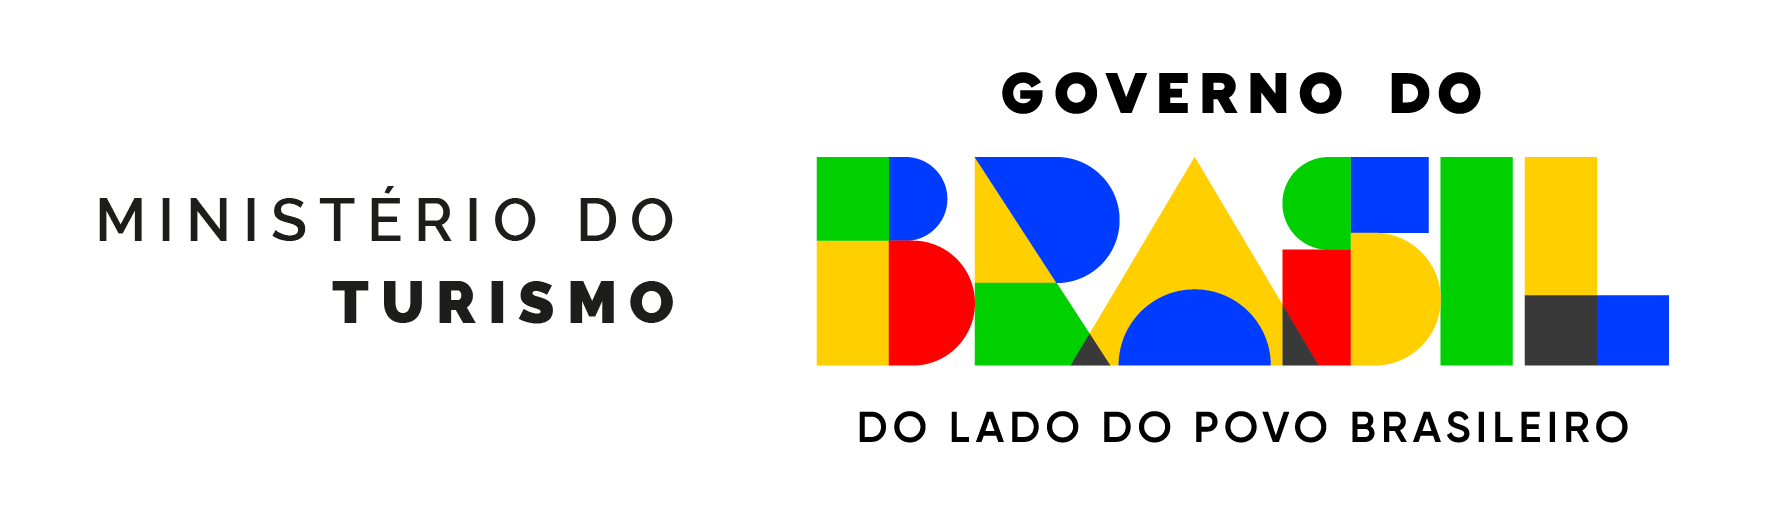 MINISTÉRIO DO
TURISMO
GOVERNO DO
BRASIL
DO LADO DO POVO BRASILEIRO